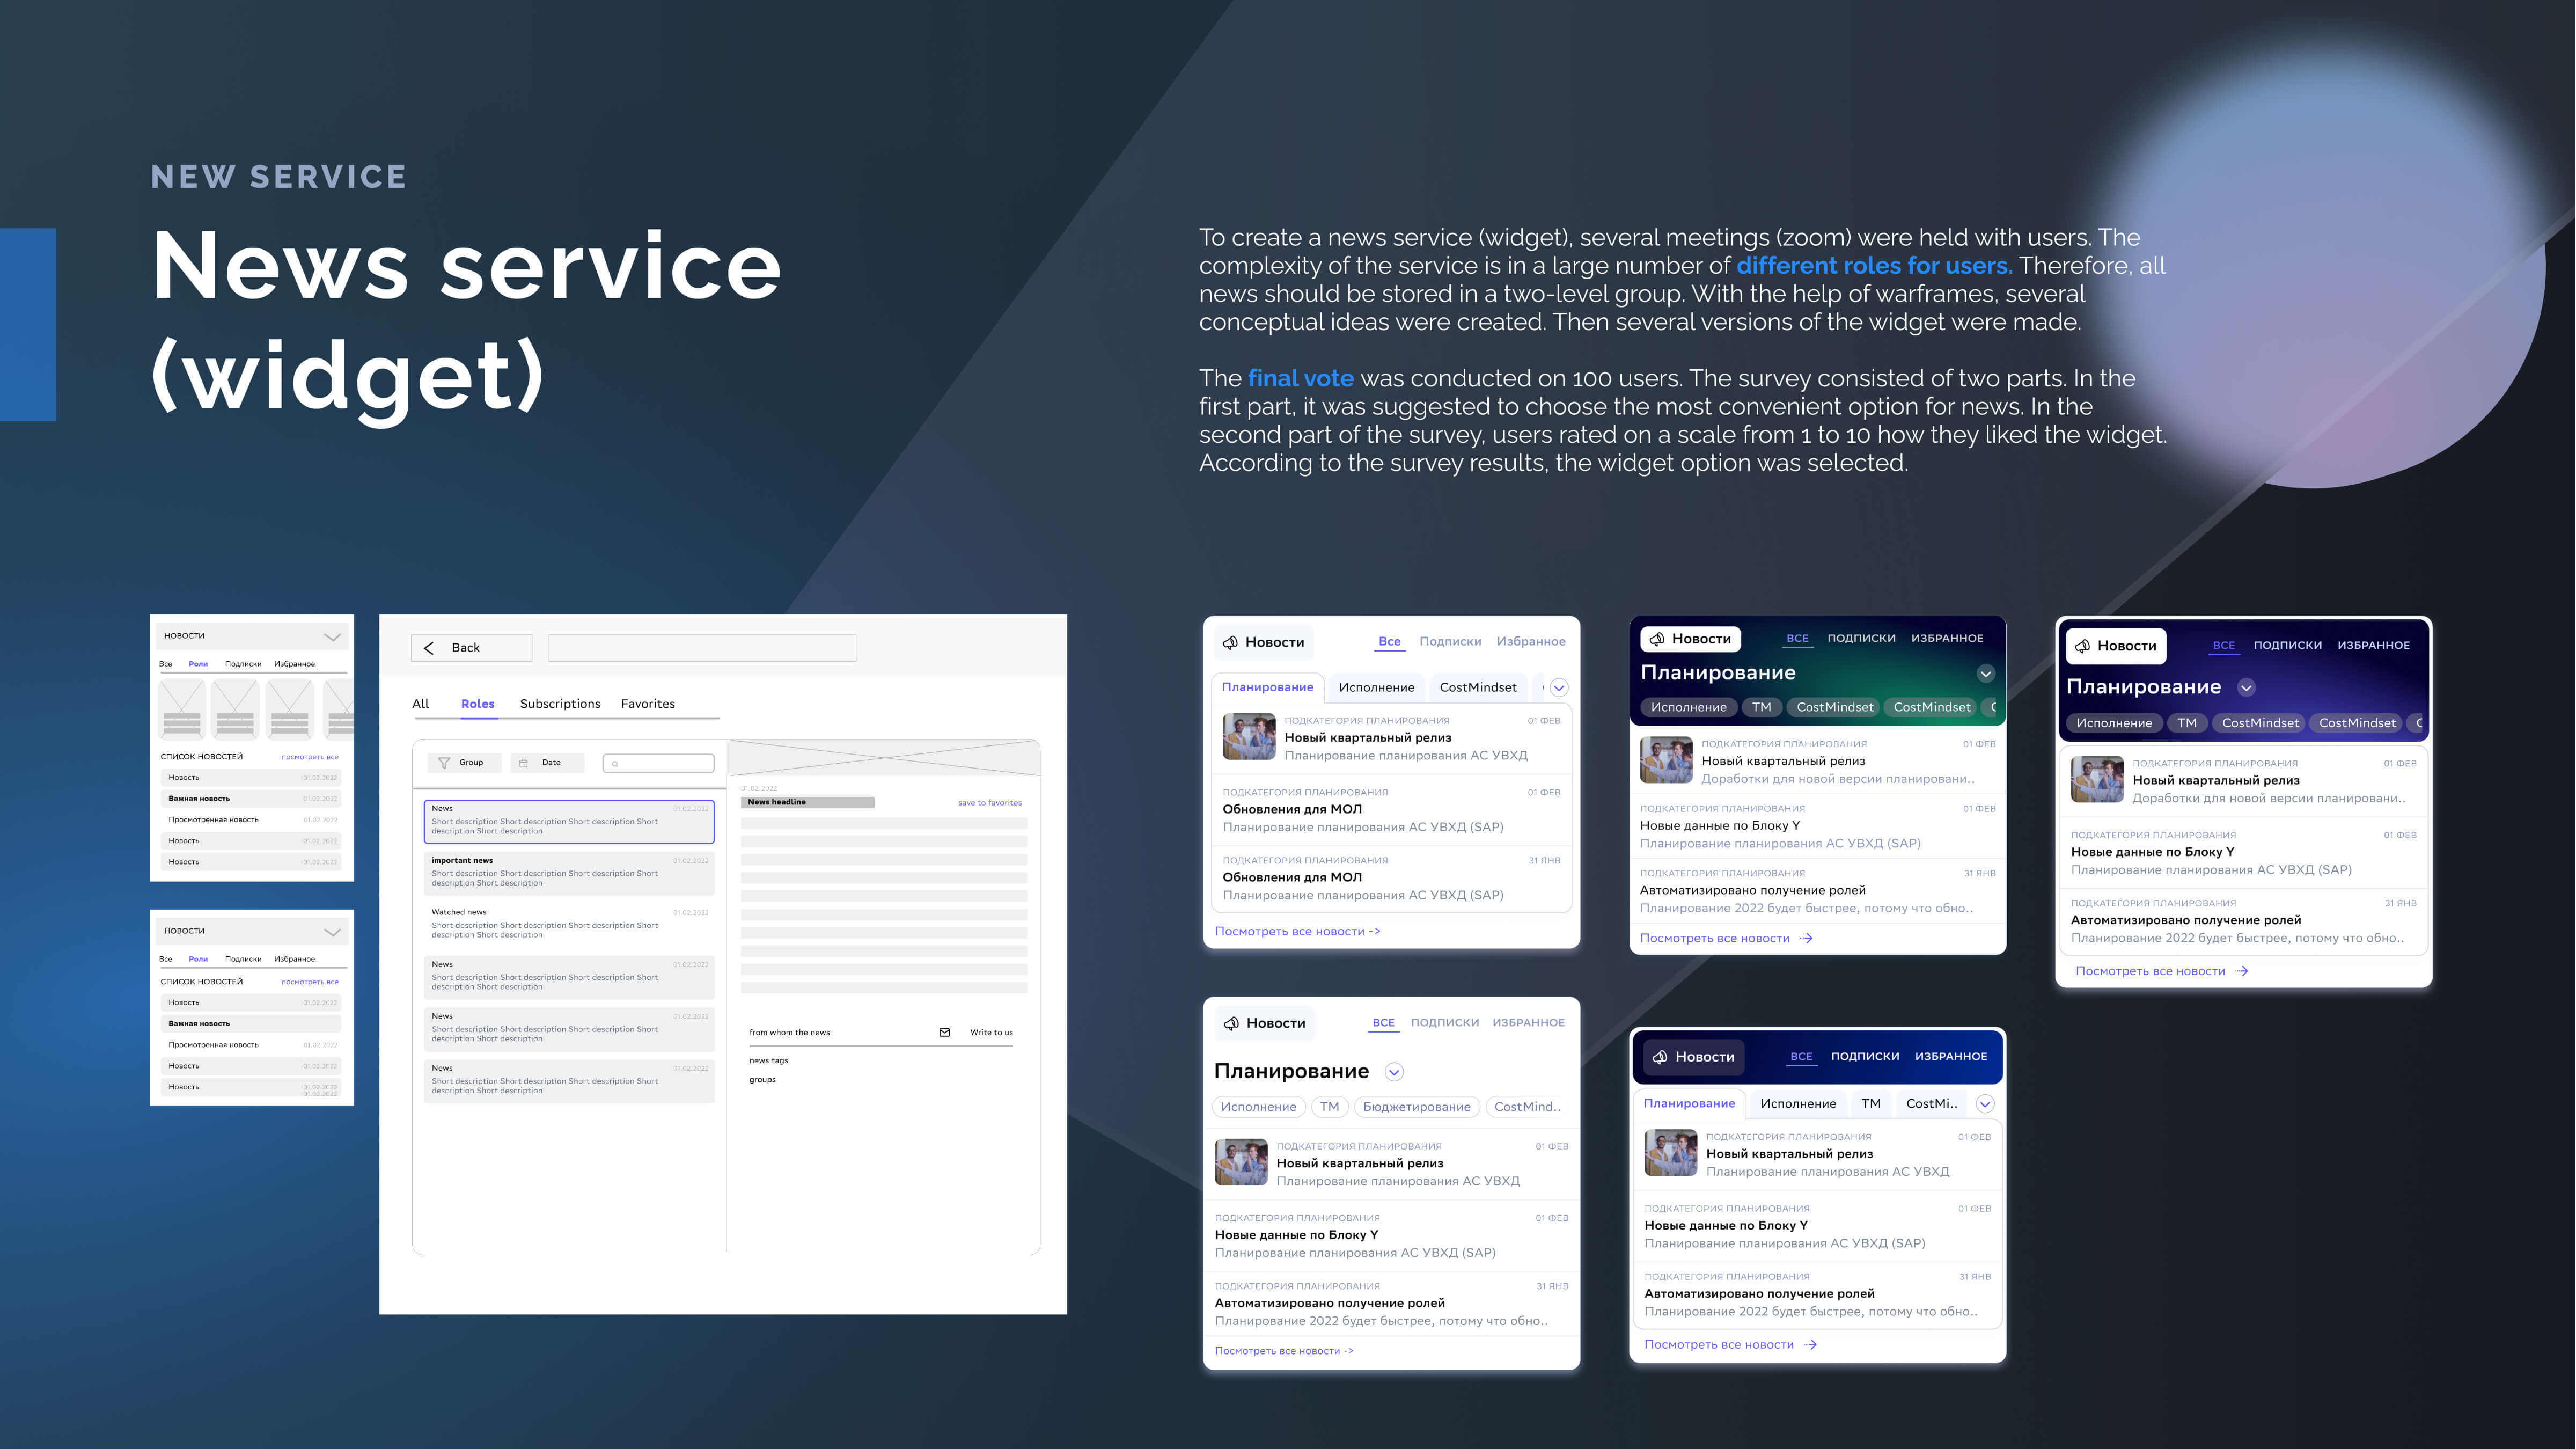 NEW SERVICE
News service
(widget)
To create a news service (widget), several meetings (zoom) were held with users. The
complexity of the service is in a large number of different roles for users. Therefore, all
news should be stored in a two-level group. With the help of warframes, several
conceptual ideas were created. Then several versions of the widget were made.
The final vote was conducted on 100 users. The survey consisted of two parts. In the
first part, it was suggested to choose the most convenient option for news. In the
second part of the survey, users rated on a scale from 1 to 10 how they liked the widget.
According to the survey results, the widget option was selected.
НОВОСТИ
Все Роли Подписки Избранное
СПИСОК НОВОСТЕЙ посмотреть все
Новость 01.02.2022
Важная новость 01.02.2022
Просмотренная новость 01.02.2022
Новость 01.02.2022
Новость 01.02.2022
НОВОСТИ
Все Роли Подписки Избранное
СПИСОК НОВОСТЕЙ посмотреть все
Новость 01.02.2022
Важная новость
Просмотренная новость 01.02.2022
Новость 01.02.2022
Новость 01.02.2022
01.02.2022
Back
All Roles Subscriptions Favorites
Group Date
News 01.02.2022
Short description Short description Short description Short
description Short description
important news 01.02.2022
Short description Short description Short description Short
description Short description
Watched news 01.02.2022
Short description Short description Short description Short
description Short description
News 01.02.2022
Short description Short description Short description Short
description Short description
News 01.02.2022
Short description Short description Short description Short
description Short description
News 01.02.2022
Short description Short description Short description Short
description Short description
01.02.2022
News headline save to favorites
from whom the news Write to us
news tags
groups
Новости Все Подписки Избранное
Планирование Исполнение CostMindset
ПОДКАТЕГОРИЯ ПЛАНИРОВАНИЯ 01 ФЕВ
Новый квартальный релиз
Планирование планирования АС УВХД
ПОДКАТЕГОРИЯ ПЛАНИРОВАНИЯ 01 ФЕВ
Обновления для МОЛ
Планирование планирования АС УВХД (SAP)
ПОДКАТЕГОРИЯ ПЛАНИРОВАНИЯ 31 ЯНВ
Обновления для МОЛ
Планирование планирования АС УВХД (SAP)
Посмотреть все новости ->
Новости ВСЕ ПОДПИСКИ ИЗБРАННОЕ
Планирование
Исполнение ТМ CostMindset CostMindset C
ПОДКАТЕГОРИЯ ПЛАНИРОВАНИЯ 01 ФЕВ
Новый квартальный релиз
Доработки для новой версии планировани..
ПОДКАТЕГОРИЯ ПЛАНИРОВАНИЯ 01 ФЕВ
Новые данные по Блоку Y
Планирование планирования АС УВХД (SAP)
ПОДКАТЕГОРИЯ ПЛАНИРОВАНИЯ 31 ЯНВ
Автоматизировано получение ролей
Планирование 2022 будет быстрее, потому что обно..
Посмотреть все новости →
Новости ВСЕ ПОДПИСКИ ИЗБРАННОЕ
Планирование
Исполнение ТМ CostMindset CostMindset C
ПОДКАТЕГОРИЯ ПЛАНИРОВАНИЯ 01 ФЕВ
Новый квартальный релиз
Доработки для новой версии планировани..
ПОДКАТЕГОРИЯ ПЛАНИРОВАНИЯ 01 ФЕВ
Новые данные по Блоку Y
Планирование планирования АС УВХД (SAP)
ПОДКАТЕГОРИЯ ПЛАНИРОВАНИЯ 31 ЯНВ
Автоматизировано получение ролей
Планирование 2022 будет быстрее, потому что обно..
Посмотреть все новости →
Новости ВСЕ ПОДПИСКИ ИЗБРАННОЕ
Планирование
Исполнение ТМ Бюджетирование CostMind..
ПОДКАТЕГОРИЯ ПЛАНИРОВАНИЯ 01 ФЕВ
Новый квартальный релиз
Планирование планирования АС УВХД
ПОДКАТЕГОРИЯ ПЛАНИРОВАНИЯ 01 ФЕВ
Новые данные по Блоку Y
Планирование планирования АС УВХД (SAP)
ПОДКАТЕГОРИЯ ПЛАНИРОВАНИЯ 31 ЯНВ
Автоматизировано получение ролей
Планирование 2022 будет быстрее, потому что обно..
Посмотреть все новости ->
Новости ВСЕ ПОДПИСКИ ИЗБРАННОЕ
Планирование Исполнение ТМ CostMi..
ПОДКАТЕГОРИЯ ПЛАНИРОВАНИЯ 01 ФЕВ
Новый квартальный релиз
Планирование планирования АС УВХД
ПОДКАТЕГОРИЯ ПЛАНИРОВАНИЯ 01 ФЕВ
Новые данные по Блоку Y
Планирование планирования АС УВХД (SAP)
ПОДКАТЕГОРИЯ ПЛАНИРОВАНИЯ 31 ЯНВ
Автоматизировано получение ролей
Планирование 2022 будет быстрее, потому что обно..
Посмотреть все новости →